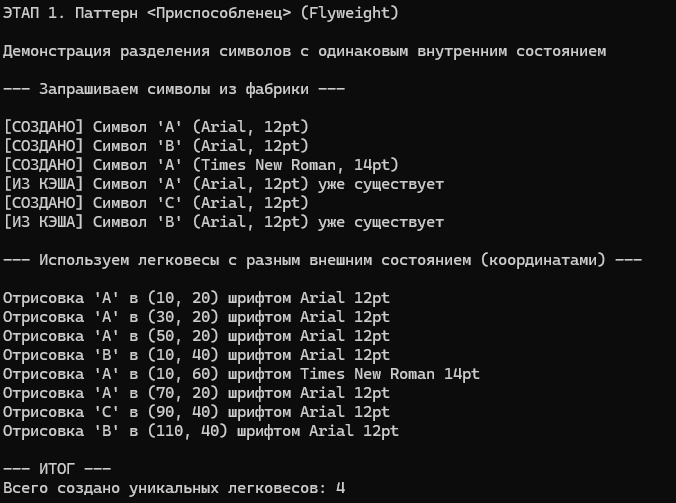 ЭТАП 1. Паттерн <Приспособленец> (Flyweight)
Демонстрация разделения символов с одинаковым внутренним состоянием
--- Запрашиваем символы из фабрики ---
[СОЗДАНО] Символ 'A' (Arial, 12pt)
[СОЗДАНО] Символ 'B' (Arial, 12pt)
[СОЗДАНО] Символ 'A' (Times New Roman, 14pt)
[ИЗ КЭША] Символ 'A' (Arial, 12pt) уже существует
[СОЗДАНО] Символ 'C' (Arial, 12pt)
[ИЗ КЭША] Символ 'B' (Arial, 12pt) уже существует
--- Используем легковесы с разным внешним состоянием (координатами) ---
Отрисовка 'A' в (10, 20) шрифтом Arial 12pt
Отрисовка 'A' в (30, 20) шрифтом Arial 12pt
Отрисовка 'A' в (50, 20) шрифтом Arial 12pt
Отрисовка 'B' в (10, 40) шрифтом Arial 12pt
Отрисовка 'A' в (10, 60) шрифтом Times New Roman 14pt
Отрисовка 'A' в (70, 20) шрифтом Arial 12pt
Отрисовка 'C' в (90, 40) шрифтом Arial 12pt
Отрисовка 'B' в (110, 40) шрифтом Arial 12pt
--- ИТОГ ---
Всего создано уникальных легковесов: 4